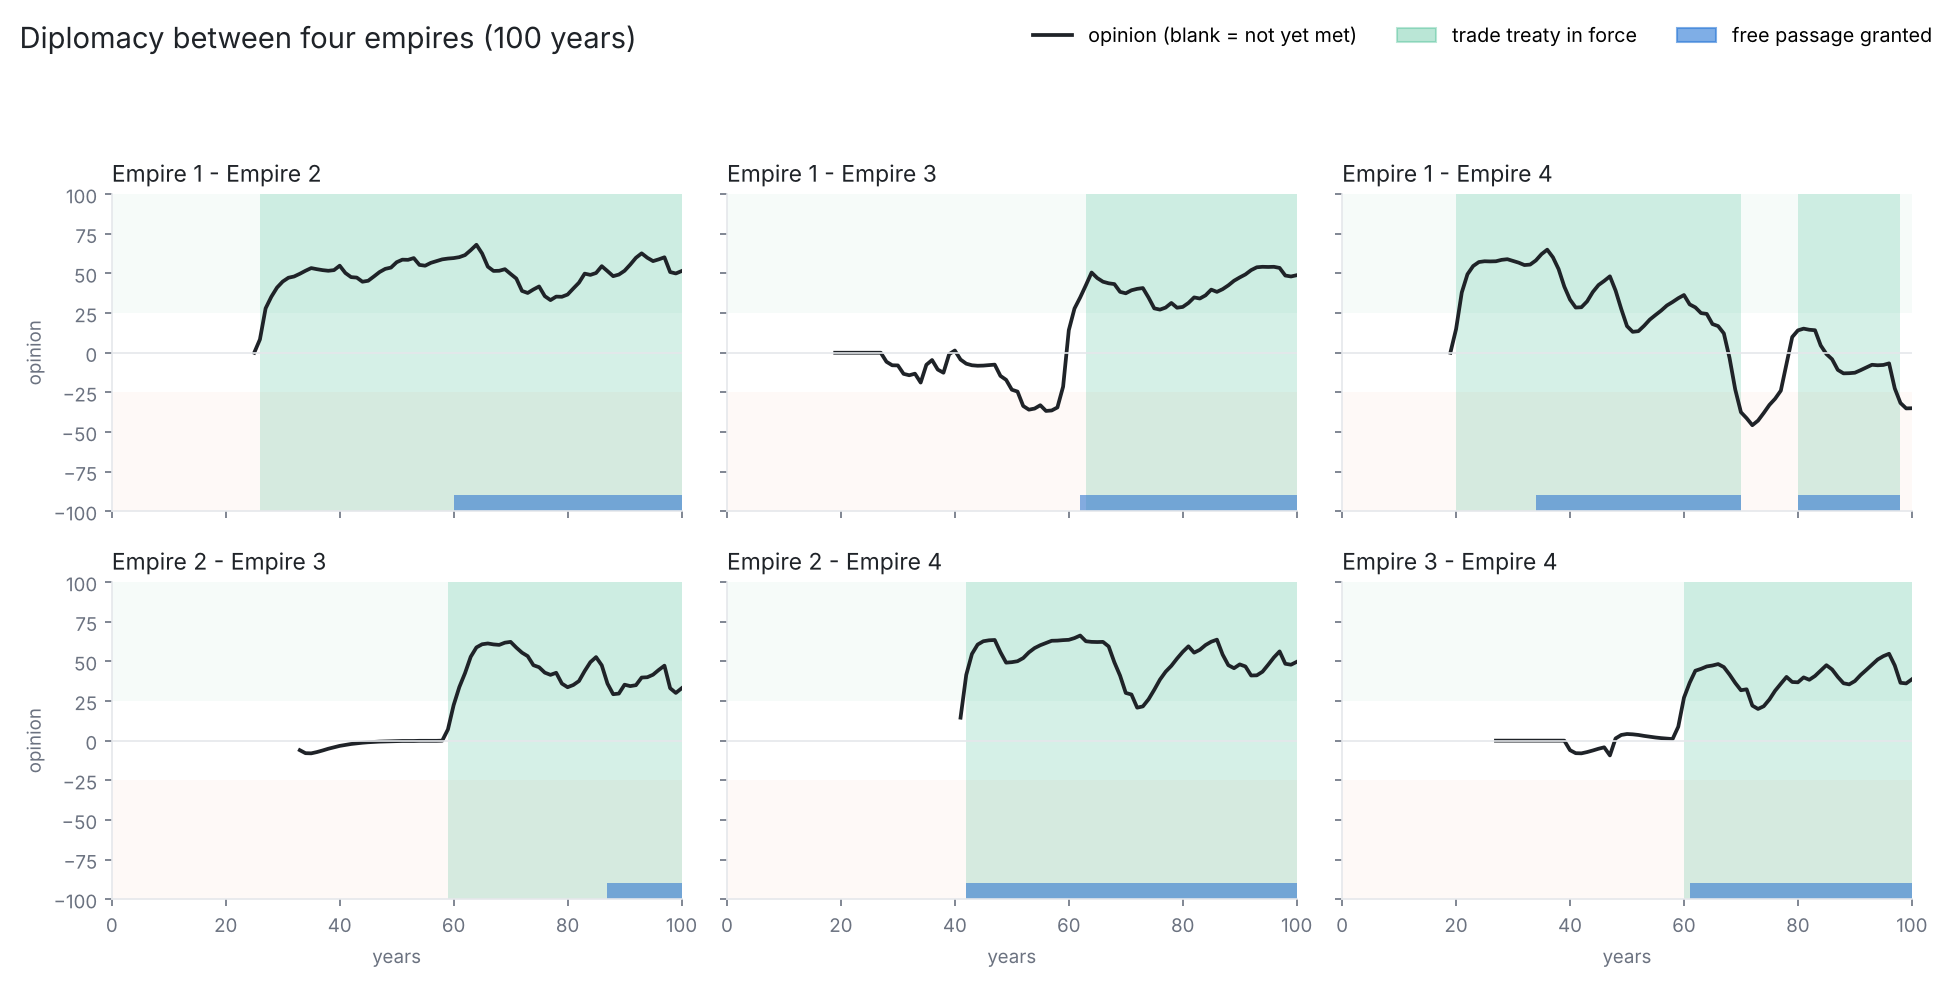 Diplomacy between four empires (100 years)
opinion (blank = not yet met)
trade treaty in force
free passage granted
Empire 1 - Empire 2
Empire 1 - Empire 3
Empire 1 - Empire 4
100
75
50
25
0
−25
−50
−75
−100
opinion
Empire 2 - Empire 3
Empire 2 - Empire 4
Empire 3 - Empire 4
100
75
50
25
0
−25
−50
−75
−100
opinion
0 20 40 60 80 100
0 20 40 60 80 100
0 20 40 60 80 100
years
years
years